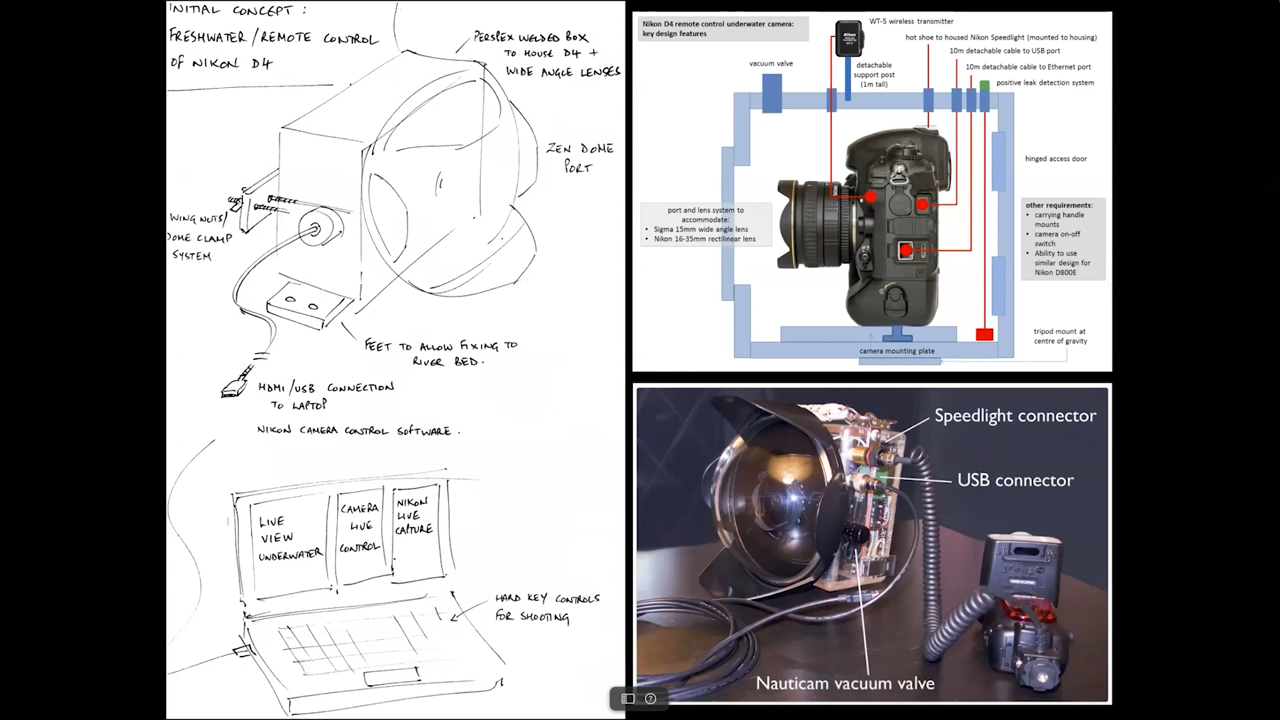 INITIAL CONCEPT:
FRESHWATER/REMOTE CONTROL
OF NIKON D4
PERSPEX WELDED BOX
TO HOUSE D4 +
WIDE ANGLE LENSES
ZEN DOME
PORT
WING NUTS/
DOME CLAMP
SYSTEM
FEET TO ALLOW FIXING TO
RIVER BED.
HDMI/USB CONNECTION
TO LAPTOP
NIKON CAMERA CONTROL SOFTWARE.
LIVE
VIEW
UNDERWATER
CAMERA
LIVE
CONTROL
NIKON
LIVE
CAPTURE
HARD KEY CONTROLS
FOR SHOOTING
Nikon D4 remote control underwater camera:
key design features
WT-5 wireless transmitter
hot shoe to housed Nikon Speedlight (mounted to housing)
10m detachable cable to USB port
10m detachable cable to Ethernet port
positive leak detection system
vacuum valve
detachable
support post
(1m tall)
hinged access door
port and lens system to
accommodate:
• Sigma 15mm wide angle lens
• Nikon 16-35mm rectilinear lens
other requirements:
• carrying handle
mounts
• camera on-off
switch
• Ability to use
similar design for
Nikon D800E
tripod mount at
centre of gravity
camera mounting plate
Speedlight connector
USB connector
Nauticam vacuum valve